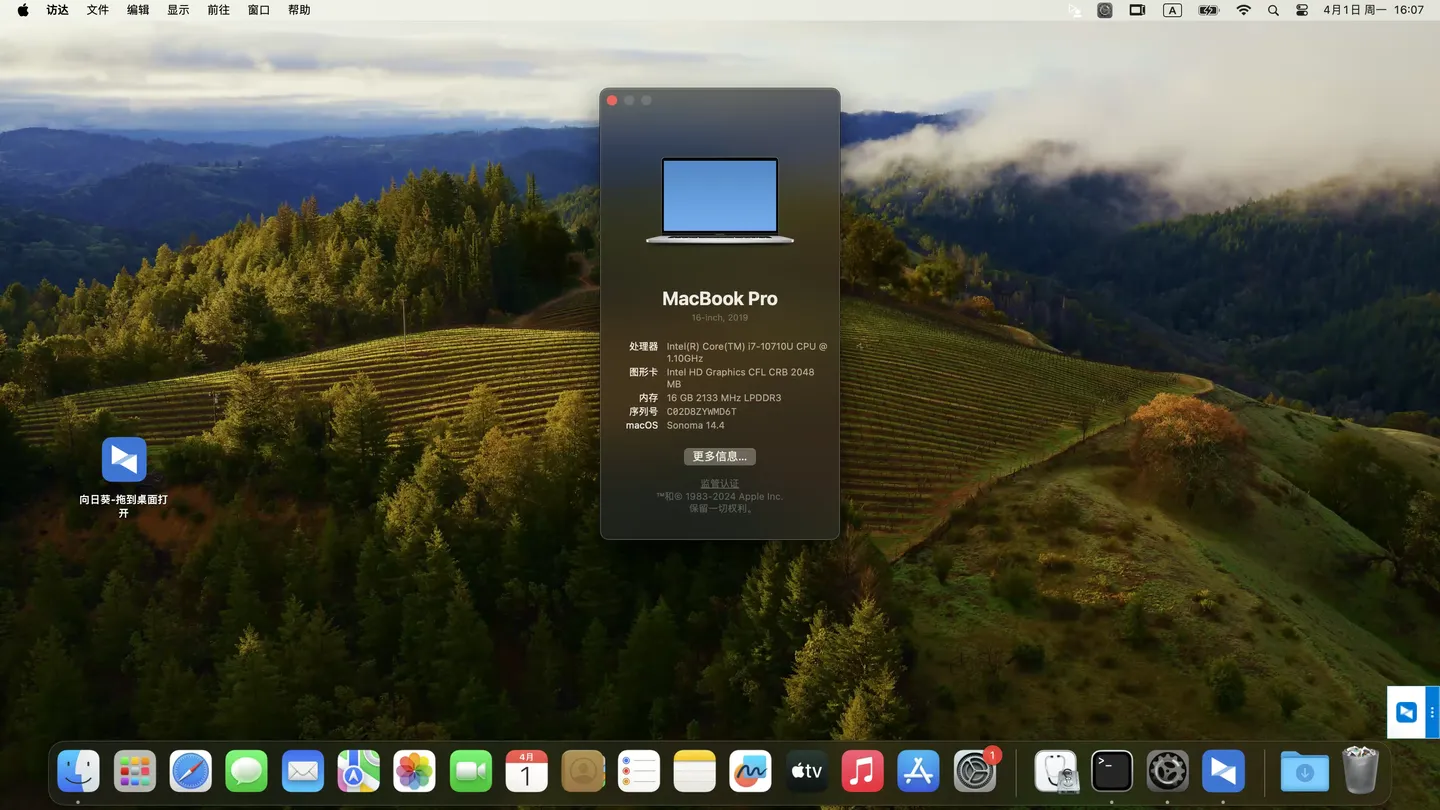 访达 文件 编辑 显示 前往 窗口 帮助 A 4月1日 周一 16:07
MacBook Pro
16-inch, 2019
处理器 Intel(R) Core(TM) i7-10710U CPU @
1.10GHz
图形卡 Intel HD Graphics CFL CRB 2048
MB
内存 16 GB 2133 MHz LPDDR3
序列号 C02D8ZYWMD6T
macOS Sonoma 14.4
更多信息...
监管认证
™和© 1983-2024 Apple Inc.
保留一切权利。
向日葵-拖到桌面打
开
4月
1
tv
1
>_